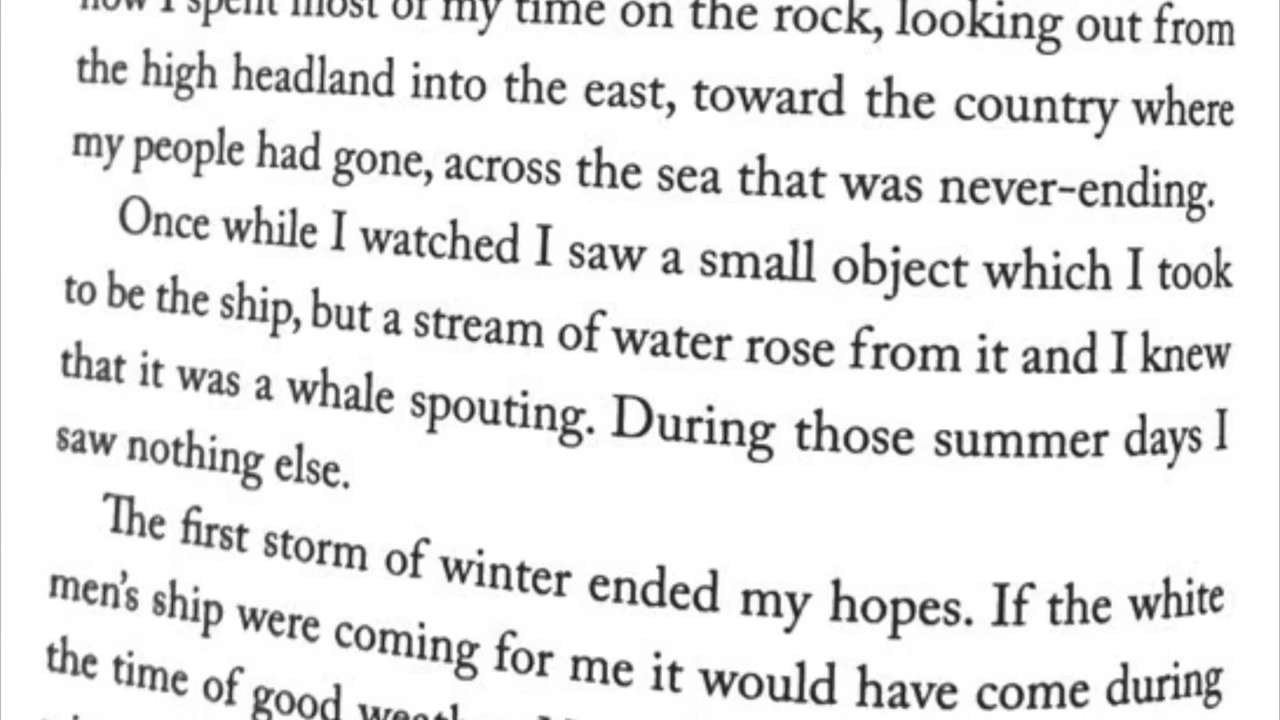 now I spent most of my time on the rock, looking out from
the high headland into the east, toward the country where
my people had gone, across the sea that was never-ending.
Once while I watched I saw a small object which I took
to be the ship, but a stream of water rose from it and I knew
that it was a whale spouting. During those summer days I
saw nothing else.
The first storm of winter ended my hopes. If the white
men's ship were coming for me it would have come during
the time of good